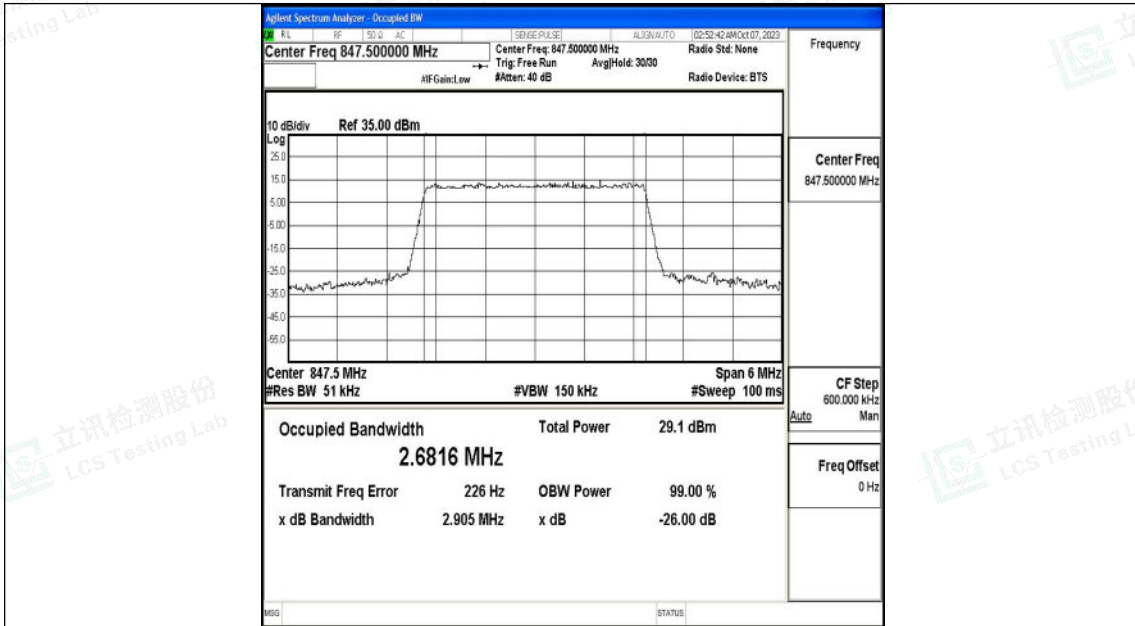 Agilent Spectrum Analyzer - Occupied BW
RL RF 50 Ω AC SENSE:PULSE ALIGNAUTO 02:52:42 AM Oct 07, 2023
Center Freq 847.500000 MHz
Center Freq: 847.500000 MHz
Radio Std: None
Trig: Free Run Avg|Hold: 30/30
#IFGain:Low
#Atten: 40 dB
Radio Device: BTS
10 dB/div Ref 35.00 dBm
Log
25.0
15.0
5.00
-5.00
-15.0
-25.0
-35.0
-45.0
-55.0
Center 847.5 MHz
Span 6 MHz
#Res BW 51 kHz
#VBW 150 kHz
#Sweep 100 ms
Occupied Bandwidth
Total Power 29.1 dBm
2.6816 MHz
Transmit Freq Error 226 Hz
OBW Power 99.00 %
x dB Bandwidth 2.905 MHz
x dB -26.00 dB
MSG
STATUS
Frequency
Center Freq
847.500000 MHz
CF Step
600.000 kHz
Auto Man
Freq Offset
0 Hz
sting Lab
立讯检测股份
LCS Testing Lab
立讯检测股份
LCS Testing L